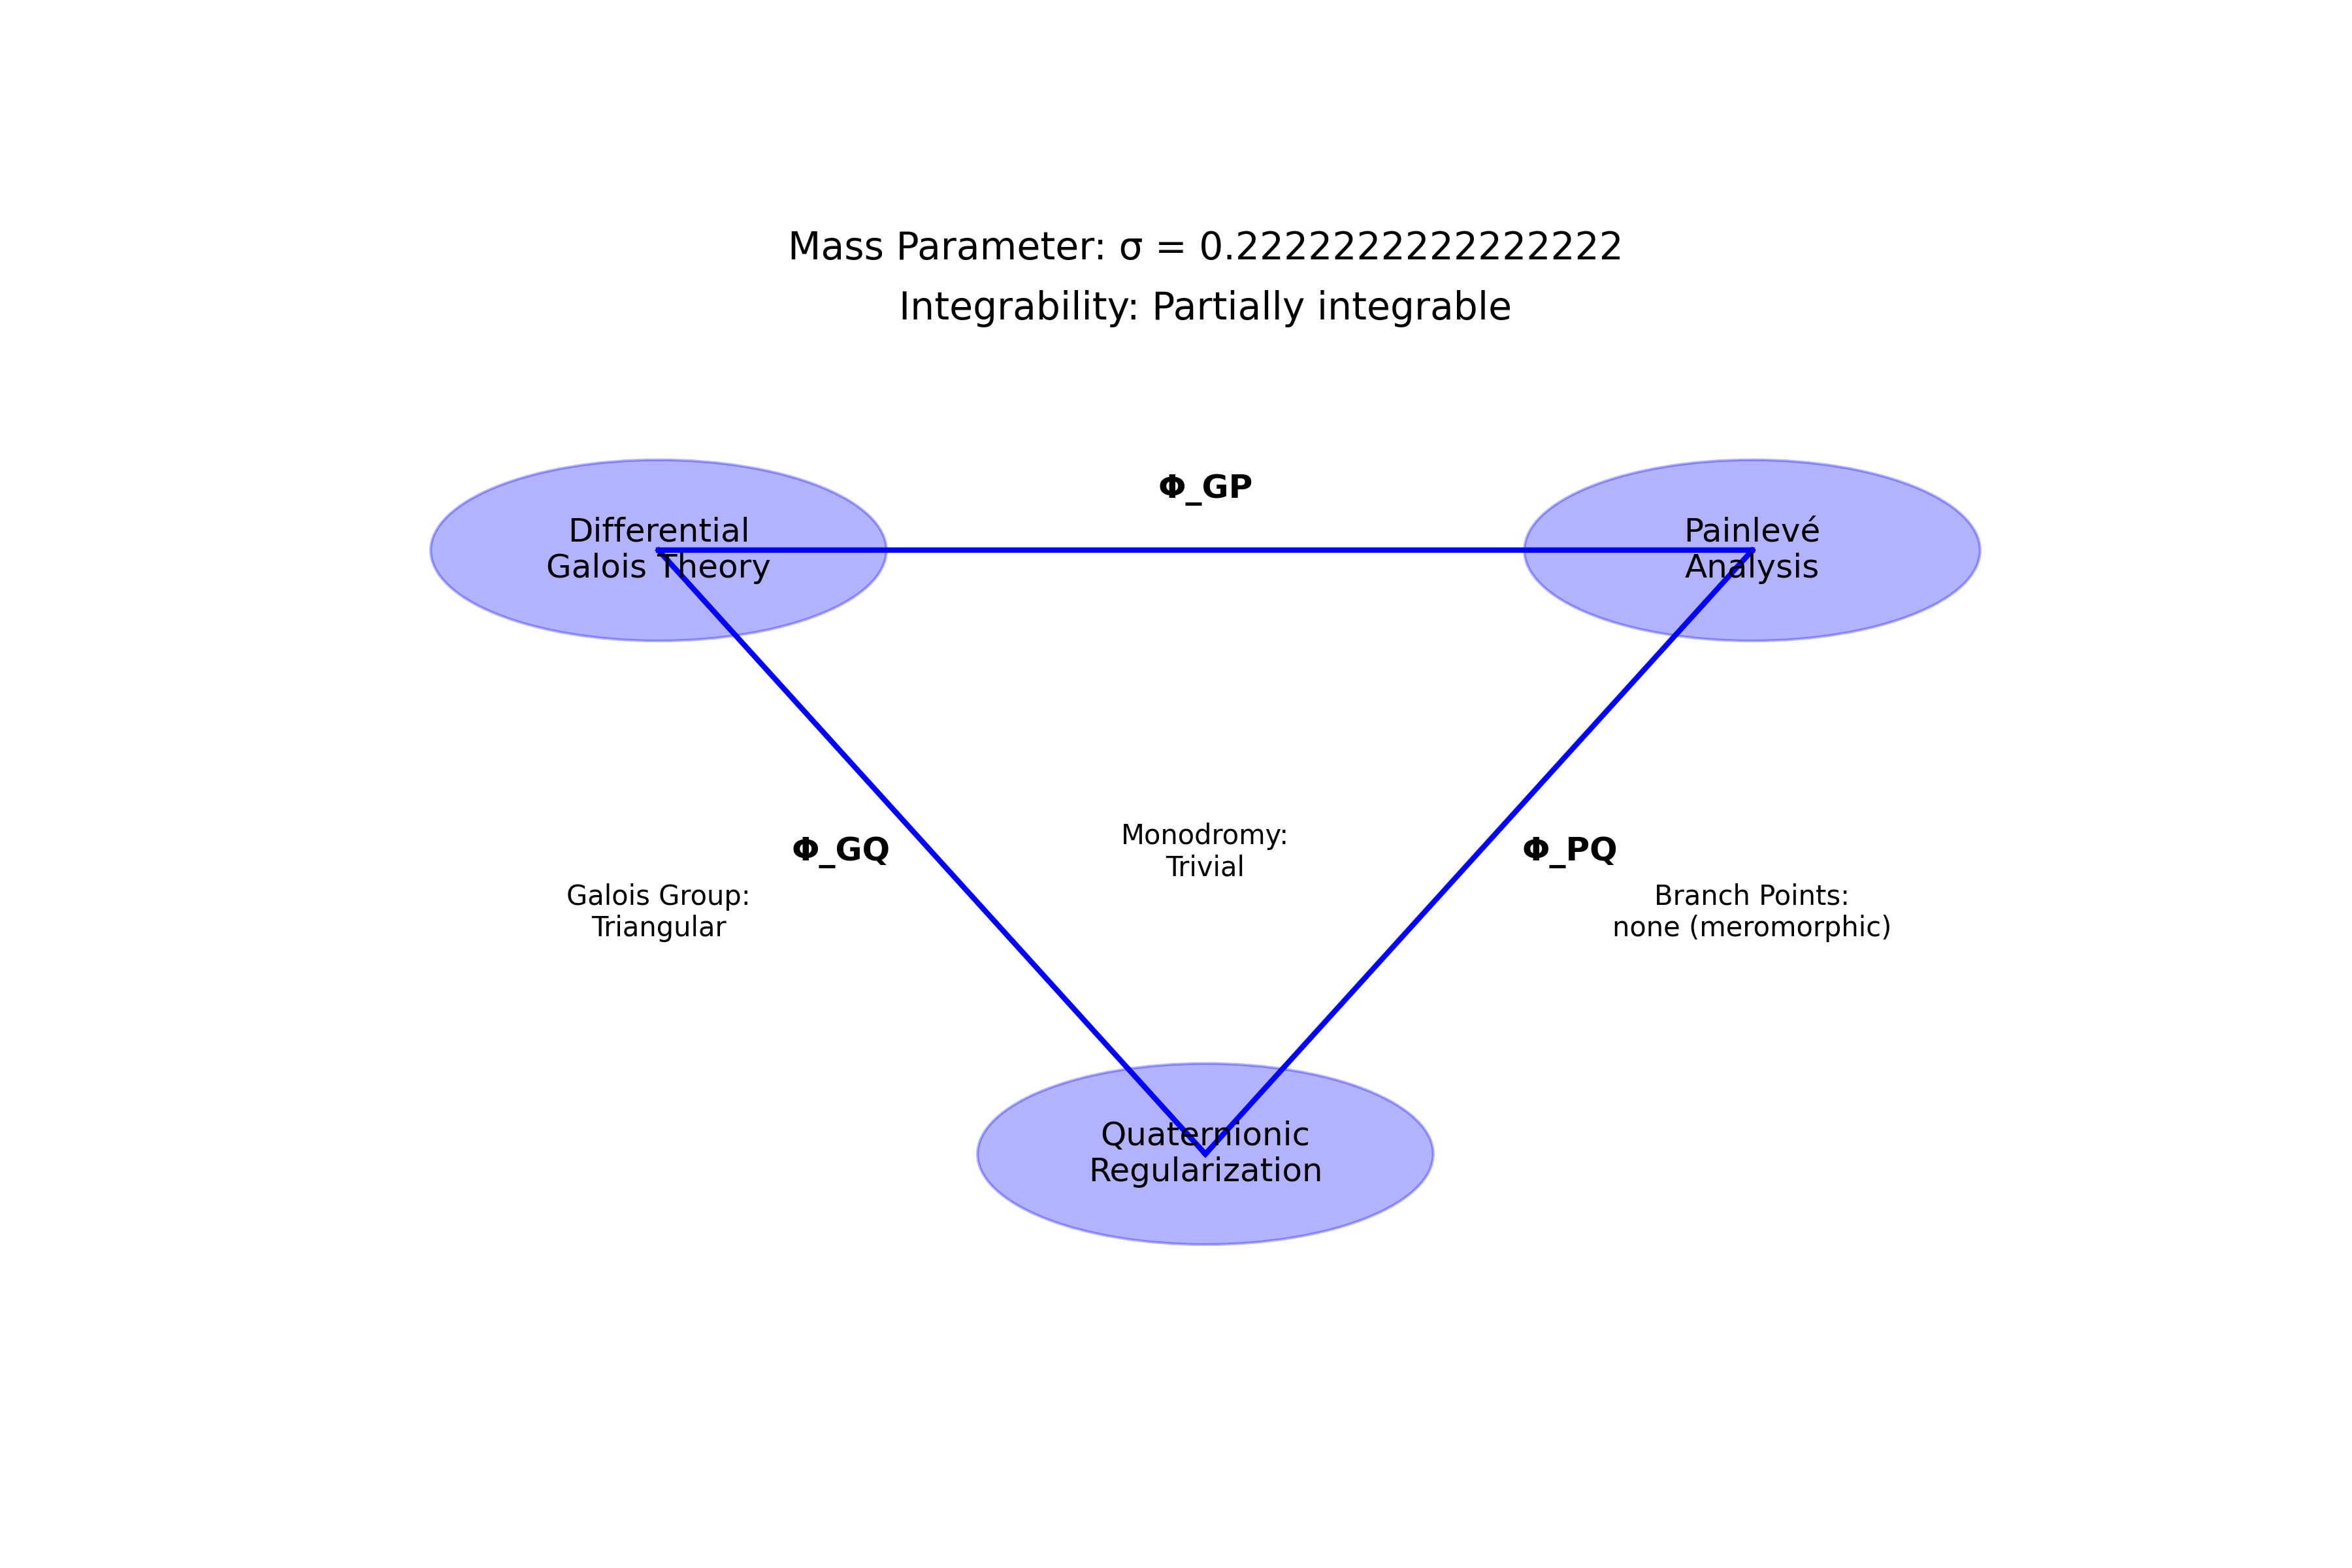 Mass Parameter: σ = 0.2222222222222222
Integrability: Partially integrable
Φ_GP
Differential
Galois Theory
Painlevé
Analysis
Φ_GQ
Monodromy:
Trivial
Φ_PQ
Galois Group:
Triangular
Branch Points:
none (meromorphic)
Quaternionic
Regularization